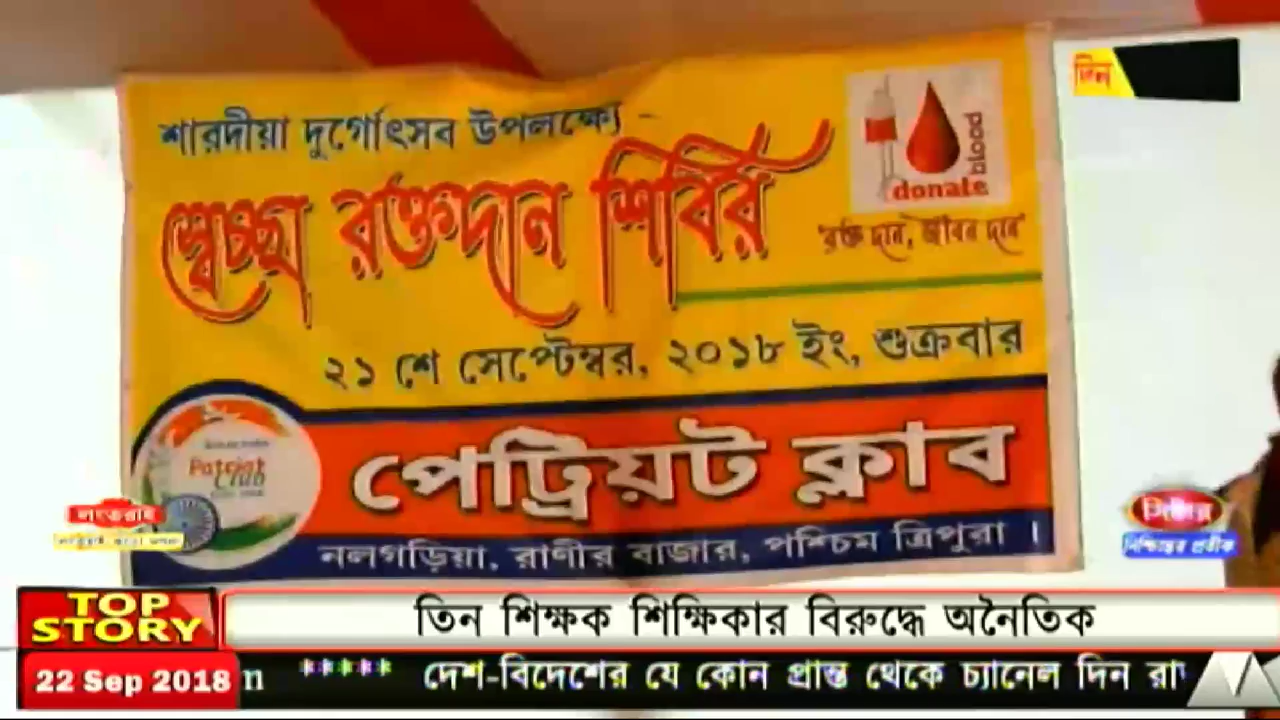 শারদীয়া দুর্গোৎসব উপলক্ষ্যে -
স্বেচ্ছা রক্তদান শিবির
donate
blood
'রক্ত দান, জীবন দান'
২১ শে সেপ্টেম্বর, ২০১৮ ইং, শুক্রবার
Patriot
Club
পেট্রিয়ট ক্লাব
নলগড়িয়া, রাণীর বাজার, পশ্চিম ত্রিপুরা ।
দিন
সিস্টার
নিশ্চিন্তের প্রতীক
TOP
STORY
তিন শিক্ষক শিক্ষিকার বিরুদ্ধে অনৈতিক
22 Sep 2018
m ***** দেশ-বিদেশের যে কোন প্রান্ত থেকে চ্যানেল দিন রা